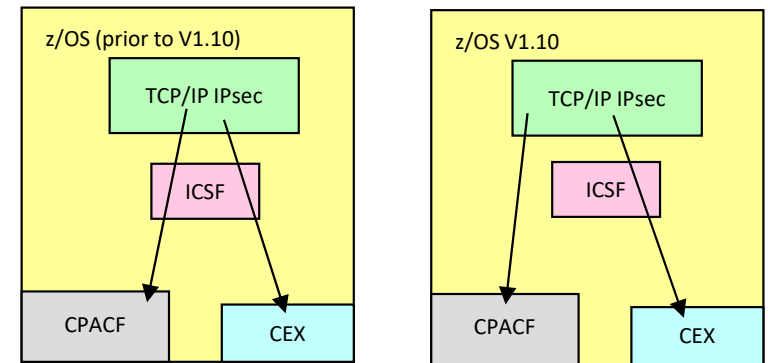 z/OS (prior to V1.10)
TCP/IP IPsec
ICSF
CPACF
CEX
z/OS V1.10
TCP/IP IPsec
ICSF
CPACF
CEX